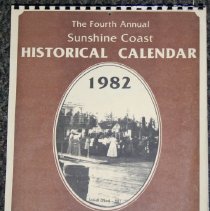 The Fourth Annual
Sunshine Coast
HISTORICAL CALENDAR
1982